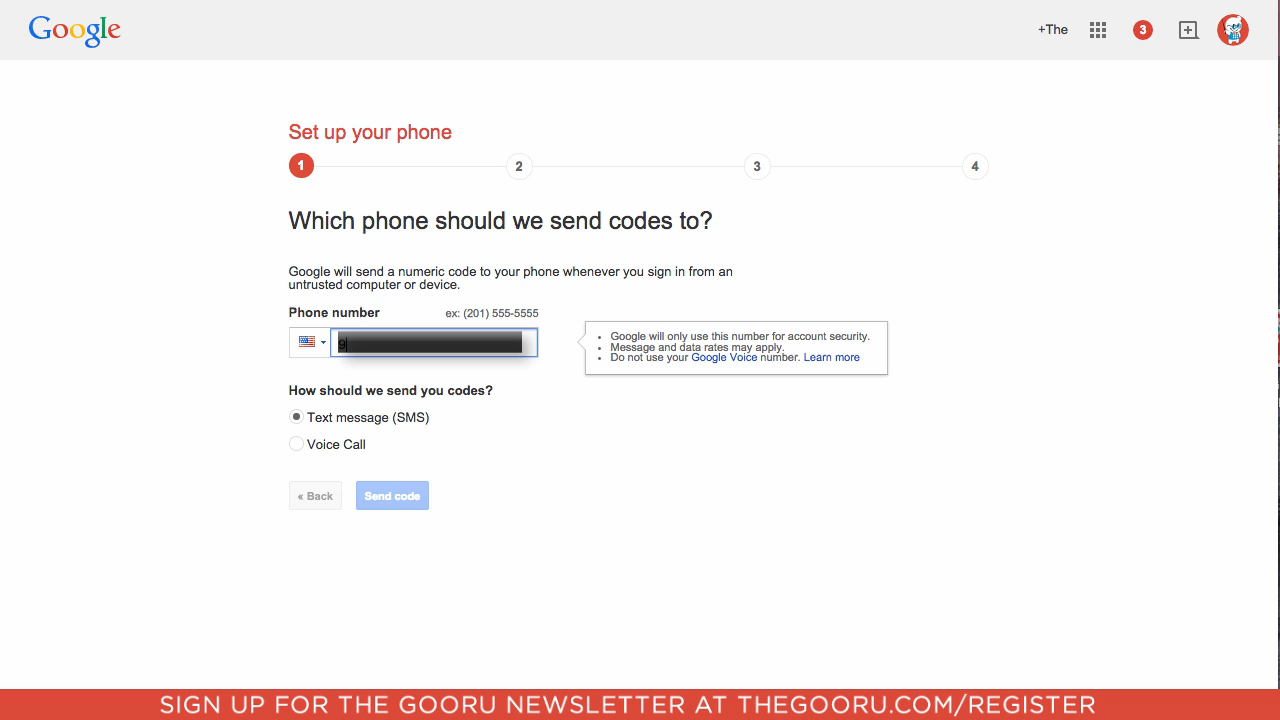 Google
+The
3
Set up your phone
1 2 3 4
Which phone should we send codes to?
Google will send a numeric code to your phone whenever you sign in from an
untrusted computer or device.
Phone number ex: (201) 555-5555
9
• Google will only use this number for account security.
• Message and data rates may apply.
• Do not use your Google Voice number. Learn more
How should we send you codes?
Text message (SMS)
Voice Call
« Back Send code
SIGN UP FOR THE GOORU NEWSLETTER AT THEGOORU.COM/REGISTER